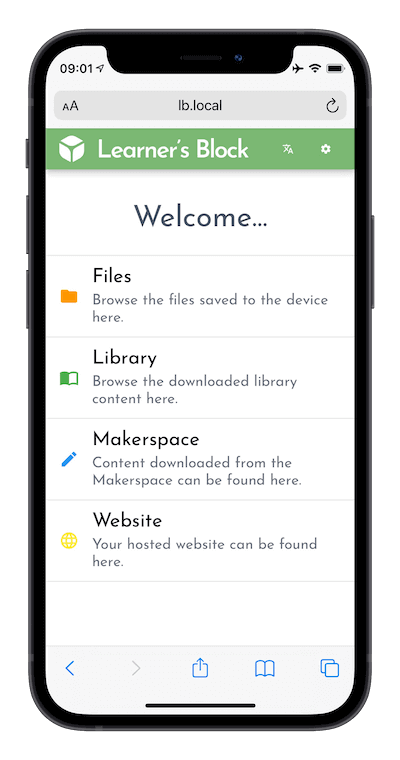 09:01
AA
lb.local
Learner's Block
Welcome...
Files
Browse the files saved to the device
here.
Library
Browse the downloaded library
content here.
Makerspace
Content downloaded from the
Makerspace can be found here.
Website
Your hosted website can be found
here.